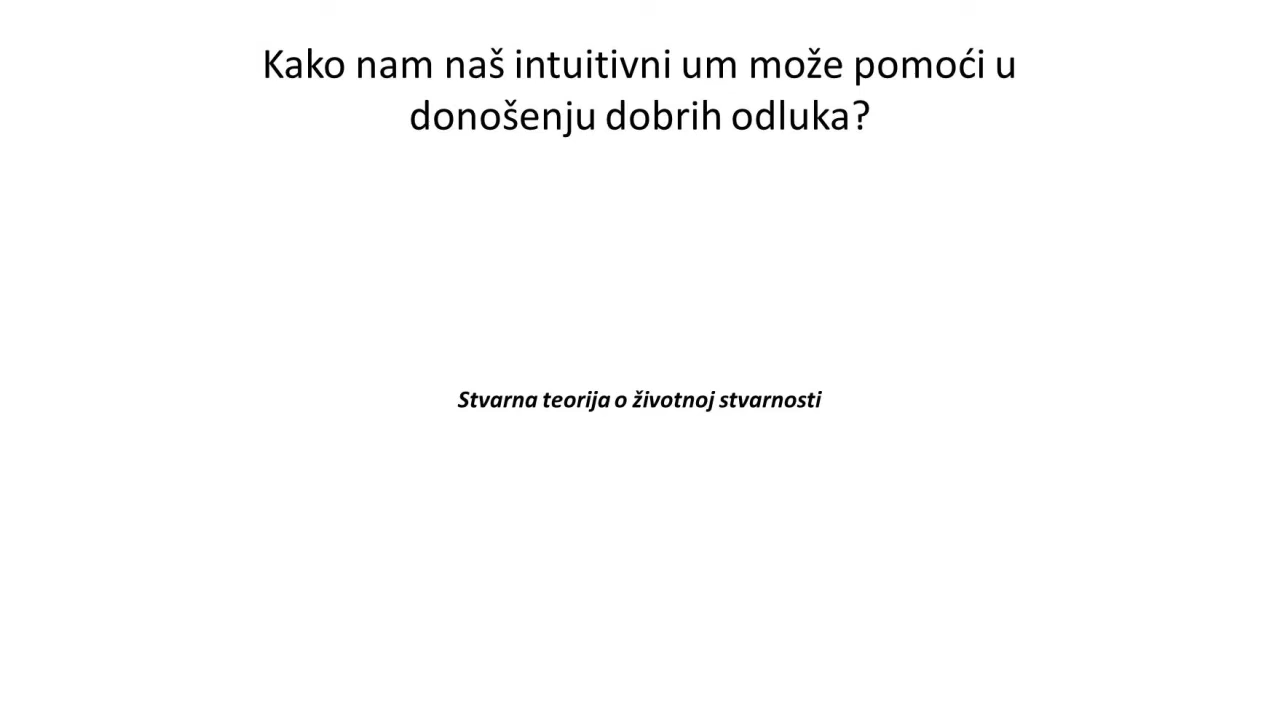 Kako nam naš intuitivni um može pomoći u
donošenju dobrih odluka?
Stvarna teorija o životnoj stvarnosti